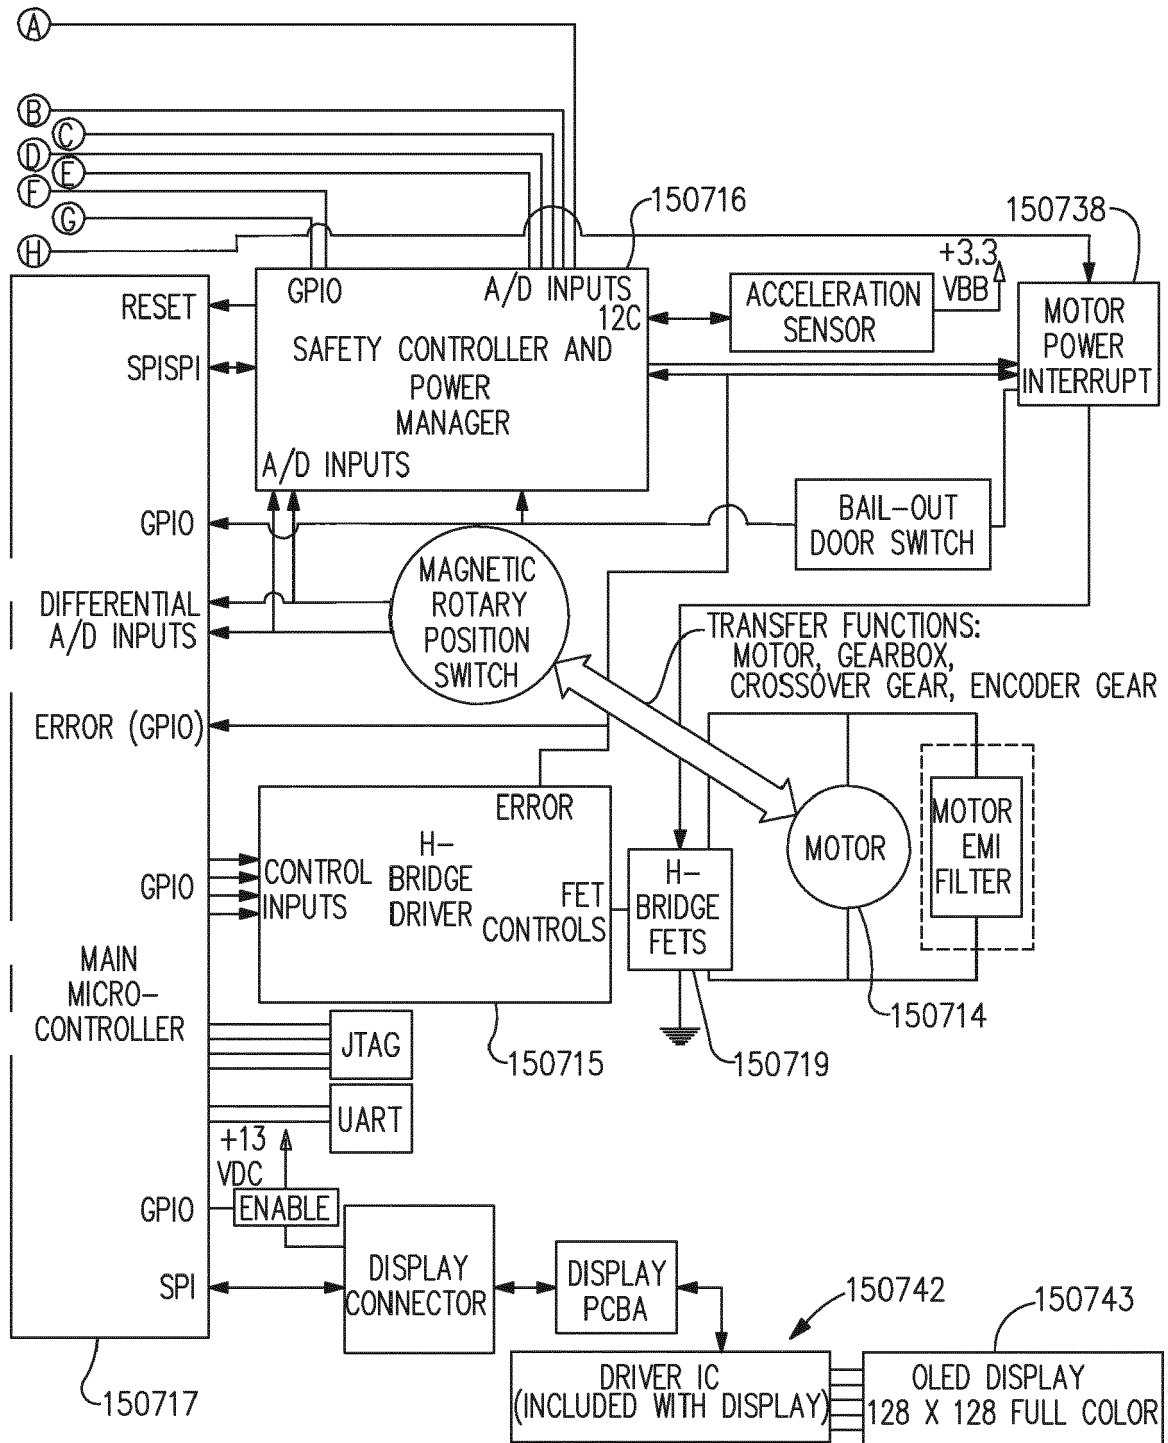 A
B
C
D
E
F
G
H
150716
150738
+3.3
VBB
RESET
GPIO
A/D INPUTS
12C
ACCELERATION
SENSOR
MOTOR
POWER
INTERRUPT
SPISPI
SAFETY CONTROLLER AND
POWER
MANAGER
A/D INPUTS
GPIO
BAIL-OUT
DOOR SWITCH
MAGNETIC
ROTARY
POSITION
SWITCH
DIFFERENTIAL
A/D INPUTS
TRANSFER FUNCTIONS:
MOTOR, GEARBOX,
CROSSOVER GEAR, ENCODER GEAR
ERROR (GPIO)
ERROR
H-
BRIDGE
DRIVER
GPIO
CONTROL
INPUTS
FET
CONTROLS
H-
BRIDGE
FETS
MOTOR
MOTOR
EMI
FILTER
MAIN
MICRO-
CONTROLLER
150714
150715
150719
JTAG
UART
+13
VDC
GPIO
ENABLE
SPI
DISPLAY
CONNECTOR
DISPLAY
PCBA
150742
150743
DRIVER IC
(INCLUDED WITH DISPLAY)
OLED DISPLAY
128 X 128 FULL COLOR
150717